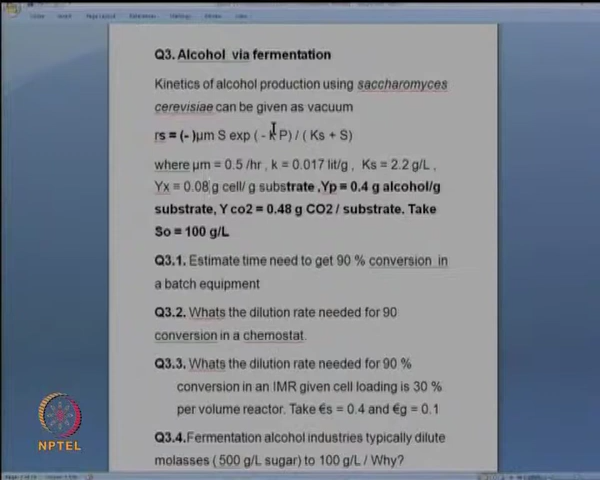 Q3. Alcohol via fermentation
Kinetics of alcohol production using saccharomyces
cerevisiae can be given as vacuum
rs = (-)µm S exp ( - k P) / ( Ks + S)
where µm = 0.5 /hr , k = 0.017 lit/g , Ks = 2.2 g/L ,
Yx = 0.08 g cell/ g substrate ,Yp = 0.4 g alcohol/g
substrate, Y co2 = 0.48 g CO2 / substrate. Take
So = 100 g/L
Q3.1. Estimate time need to get 90 % conversion in
a batch equipment
Q3.2. Whats the dilution rate needed for 90
conversion in a chemostat.
Q3.3. Whats the dilution rate needed for 90 %
conversion in an IMR given cell loading is 30 %
per volume reactor. Take €s = 0.4 and €g = 0.1
Q3.4.Fermentation alcohol industries typically dilute
molasses ( 500 g/L sugar) to 100 g/L / Why?
NPTEL